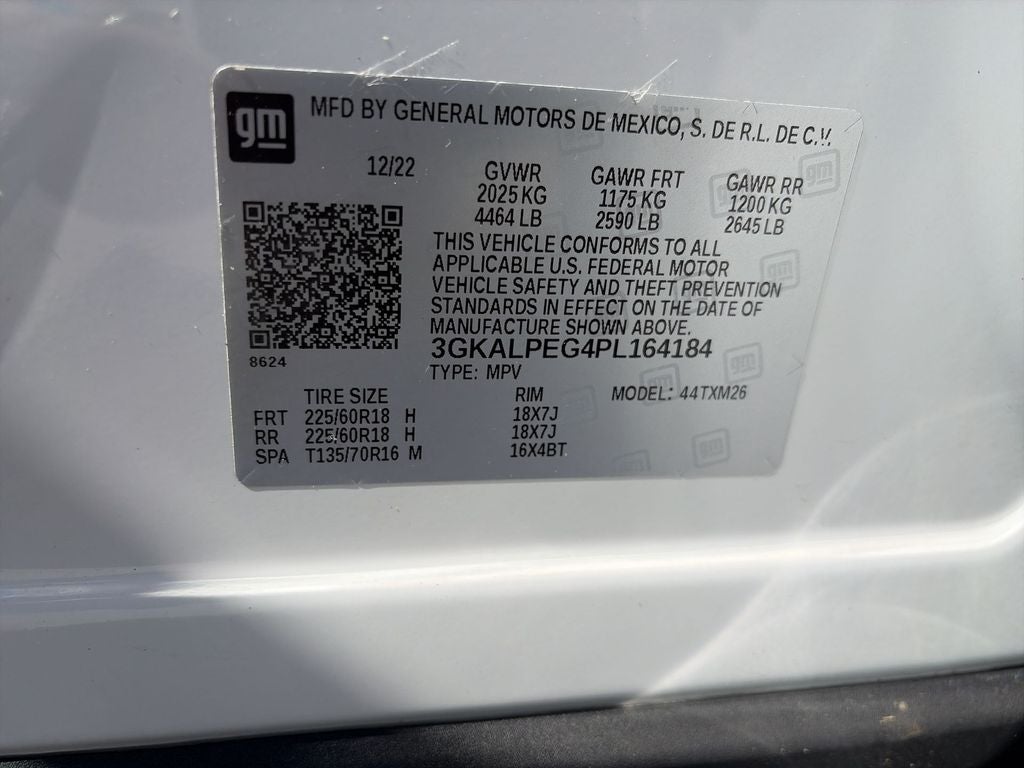 gm
MFD BY GENERAL MOTORS DE MEXICO, S. DE R.L. DE C.V.
12/22 GVWR GAWR FRT GAWR RR
2025 KG 1175 KG 1200 KG
4464 LB 2590 LB 2645 LB
THIS VEHICLE CONFORMS TO ALL
APPLICABLE U.S. FEDERAL MOTOR
VEHICLE SAFETY AND THEFT PREVENTION
STANDARDS IN EFFECT ON THE DATE OF
MANUFACTURE SHOWN ABOVE.
3GKALPEG4PL164184
8624
TYPE: MPV
TIRE SIZE RIM MODEL: 44TXM26
FRT 225/60R18 H 18X7J
RR 225/60R18 H 18X7J
SPA T135/70R16 M 16X4BT